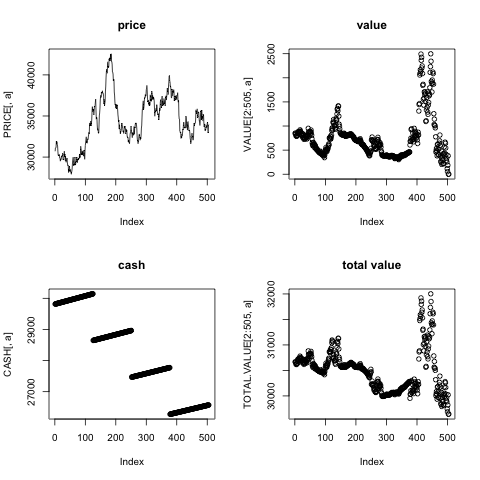 price
PRICE[, a]
30000 35000 40000
0 100 200 300 400 500
Index
value
VALUE[2:505, a]
0 500 1500 2500
0 100 200 300 400 500
Index
cash
CASH[, a]
27000 29000
0 100 200 300 400 500
Index
total value
TOTAL.VALUE[2:505, a]
30000 31000 32000
0 100 200 300 400 500
Index